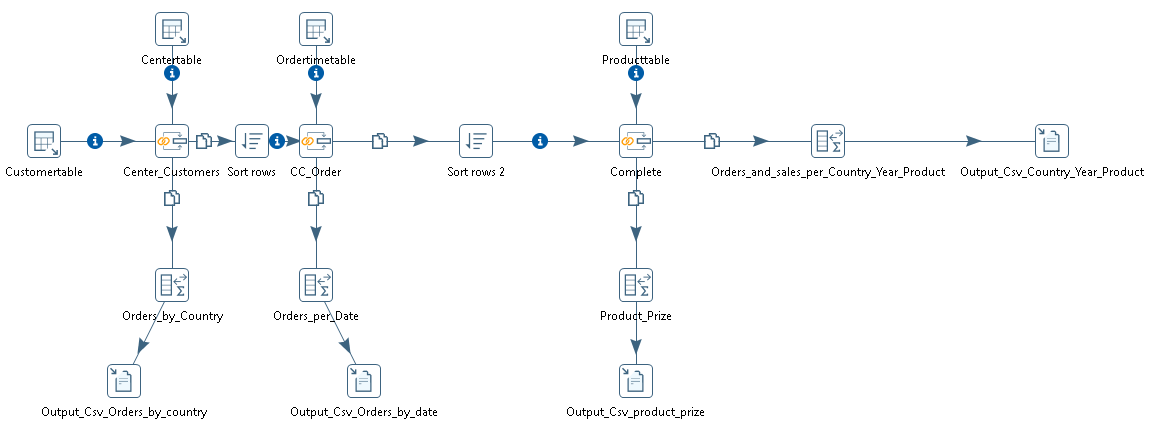 Centertable
Ordertimetable
Producttable
Customertable
Center_Customers
Sort rows
CC_Order
Sort rows 2
Complete
Orders_and_sales_per_Country_Year_Product
Output_Csv_Country_Year_Product
Orders_by_Country
Orders_per_Date
Product_Prize
Output_Csv_Orders_by_country
Output_Csv_Orders_by_date
Output_Csv_product_prize